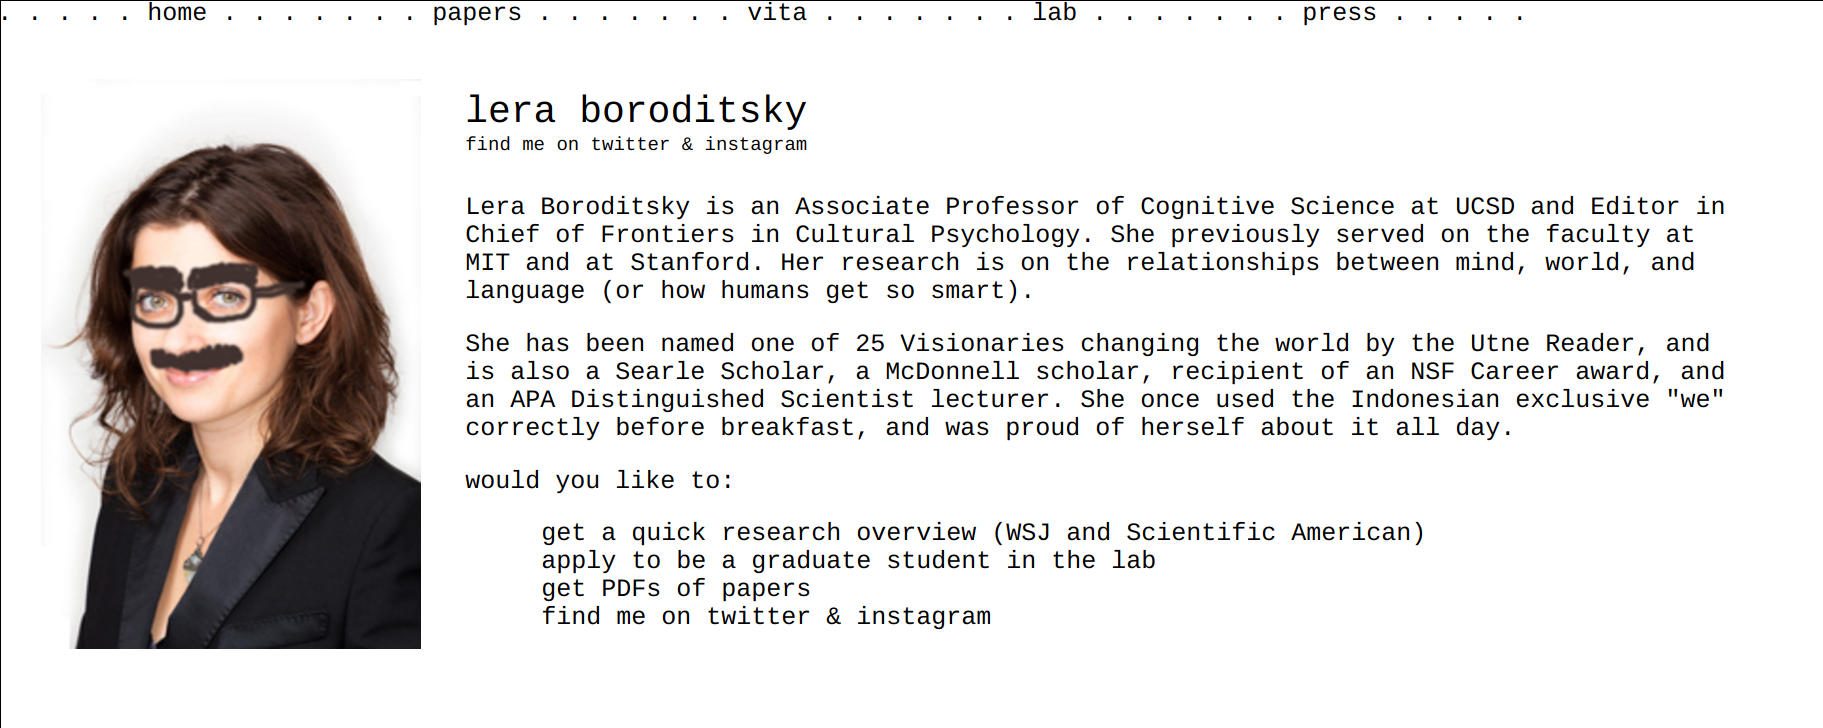 . . . . . home . . . . . . . papers . . . . . . . vita . . . . . . . lab . . . . . . . press . . . . .
lera boroditsky
find me on twitter & instagram
Lera Boroditsky is an Associate Professor of Cognitive Science at UCSD and Editor in
Chief of Frontiers in Cultural Psychology. She previously served on the faculty at
MIT and at Stanford. Her research is on the relationships between mind, world, and
language (or how humans get so smart).
She has been named one of 25 Visionaries changing the world by the Utne Reader, and
is also a Searle Scholar, a McDonnell scholar, recipient of an NSF Career award, and
an APA Distinguished Scientist lecturer. She once used the Indonesian exclusive "we"
correctly before breakfast, and was proud of herself about it all day.
would you like to:
get a quick research overview (WSJ and Scientific American)
apply to be a graduate student in the lab
get PDFs of papers
find me on twitter & instagram